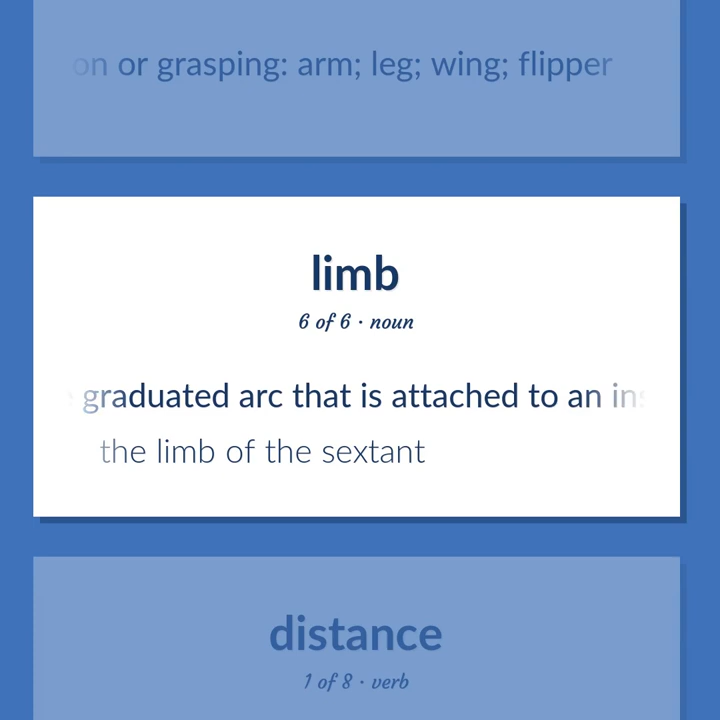 on or grasping: arm; leg; wing; flipper
limb
6 of 6 · noun
graduated arc that is attached to an ins
the limb of the sextant
distance
1 of 8 · verb